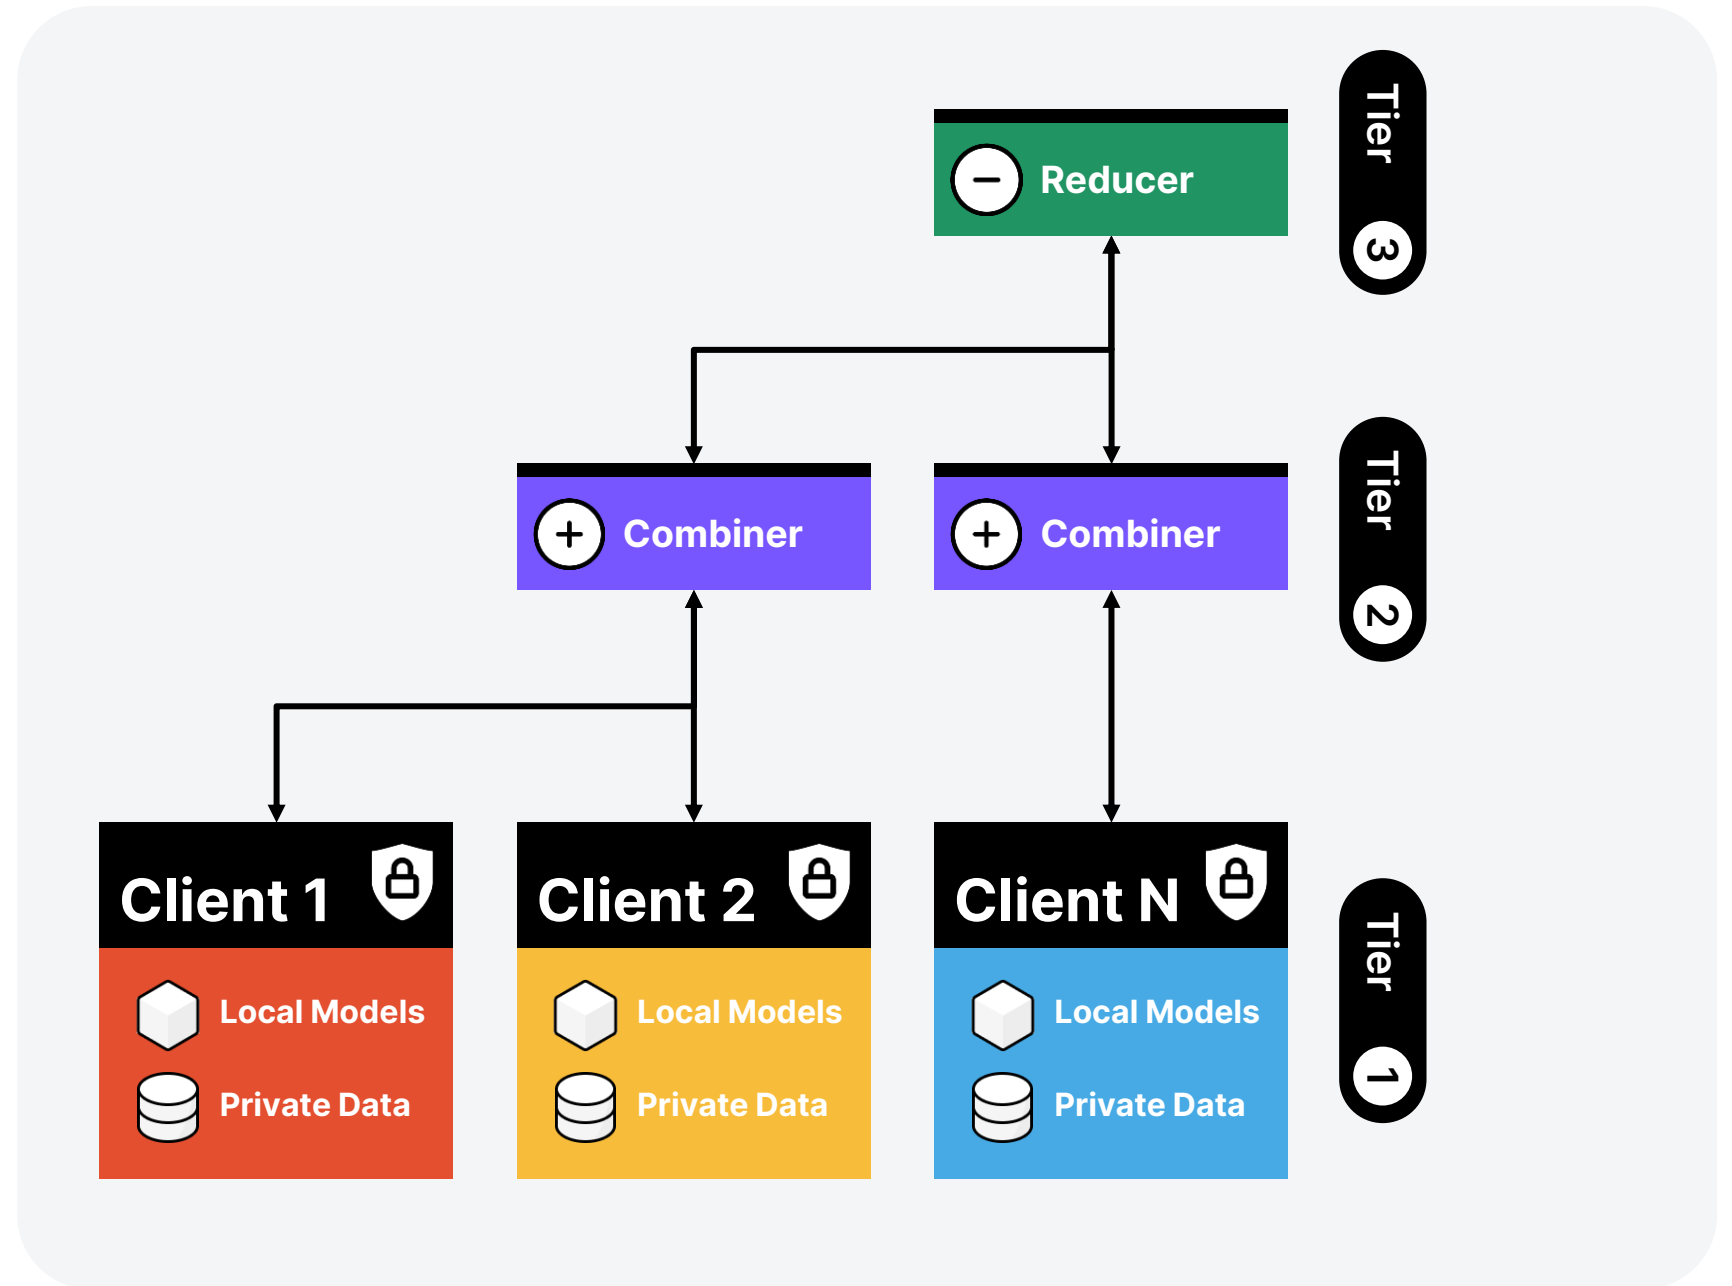 Reducer
Tier 3
Combiner
Combiner
Tier 2
Client 1
Client 2
Client N
Local Models
Local Models
Local Models
Private Data
Private Data
Private Data
Tier 1